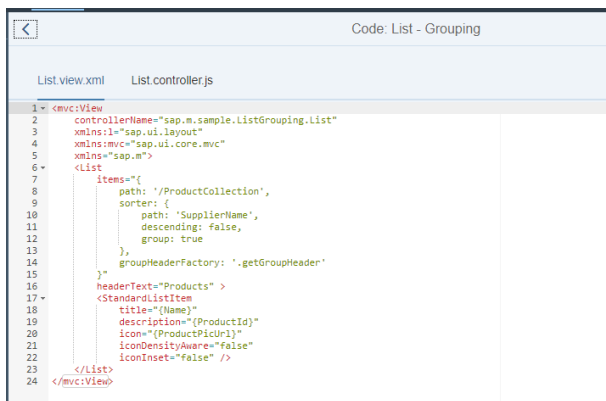 Code: List - Grouping
List.view.xml List.controller.js
1 <mvc:View
2 controllerName="sap.m.sample.ListGrouping.List"
3 xmlns:l="sap.ui.layout"
4 xmlns:mvc="sap.ui.core.mvc"
5 xmlns="sap.m">
6 <List
7 items="{
8 path: '/ProductCollection',
9 sorter: {
10 path: 'SupplierName',
11 descending: false,
12 group: true
13 },
14 groupHeaderFactory: '.getGroupHeader'
15 }"
16 headerText="Products" >
17 <StandardListItem
18 title="{Name}"
19 description="{ProductId}"
20 icon="{ProductPicUrl}"
21 iconDensityAware="false"
22 iconInset="false" />
23 </List>
24 </mvc:View>